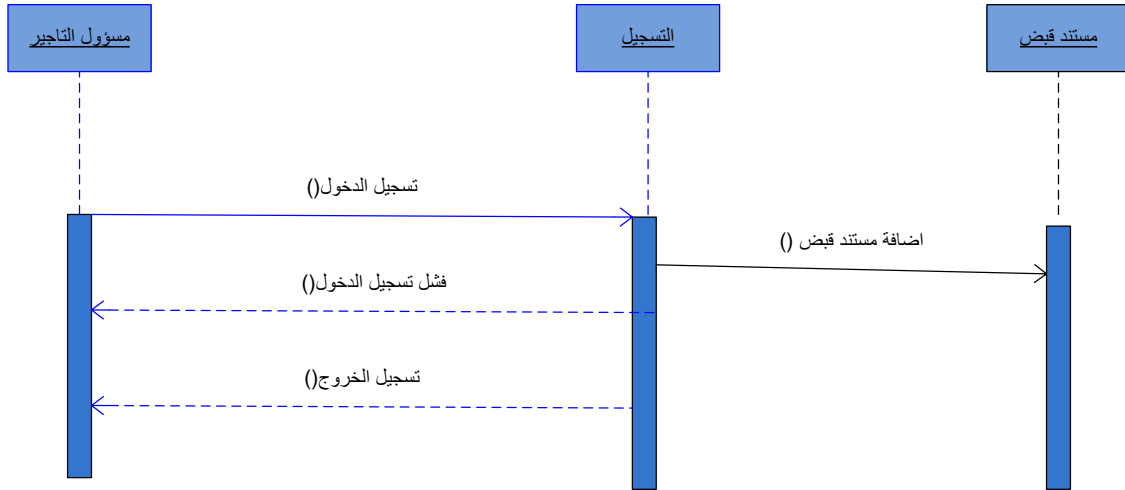 مسؤول التاجير
التسجيل
مستند قبض
تسجيل الدخول()
اضافة مستند قبض ()
فشل تسجيل الدخول()
تسجيل الخروج()